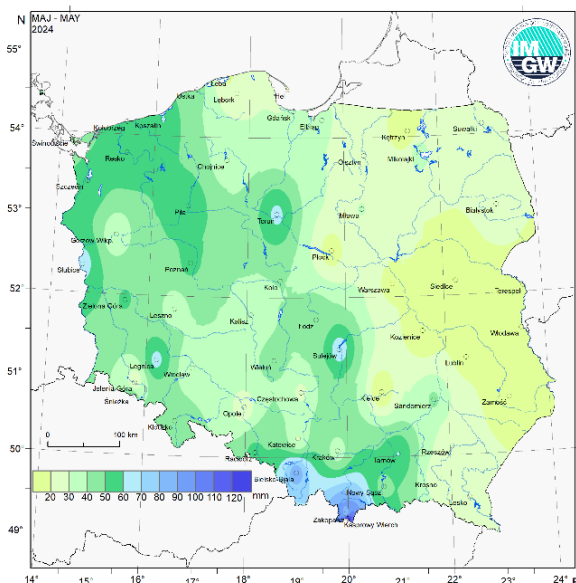 N
MAJ - MAY
2024
IM
GW
55°
54°
53°
52°
51°
50°
49°
Łeba
Ustka
Lębork
Hel
Gdańsk
Elbląg
Kołobrzeg
Koszalin
Świnoujście
Resko
Szczecin
Chojnice
Kętrzyn
Suwałki
Olsztyn
Mikołajki
Piła
Toruń
Mława
Białystok
Gorzów Wlkp.
Słubice
Poznań
Płock
Koło
Warszawa
Siedlce
Terespol
Zielona Góra
Leszno
Kalisz
Łódź
Kozienice
Włodawa
Legnica
Wrocław
Wieluń
Sulejów
Lublin
Jelenia Góra
Śnieżka
Opole
Częstochowa
Kielce
Sandomierz
Zamość
Kłodzko
0 100 km
Racibórz
Katowice
Kraków
Tarnów
Rzeszów
Bielsko-Biała
Nowy Sącz
Krosno
Lesko
Zakopane
Kasprowy Wierch
20 30 40 50 60 70 80 90 100 110 120 mm
14° 15° 16° 17° 18° 19° 20° 21° 22° 23° 24° E